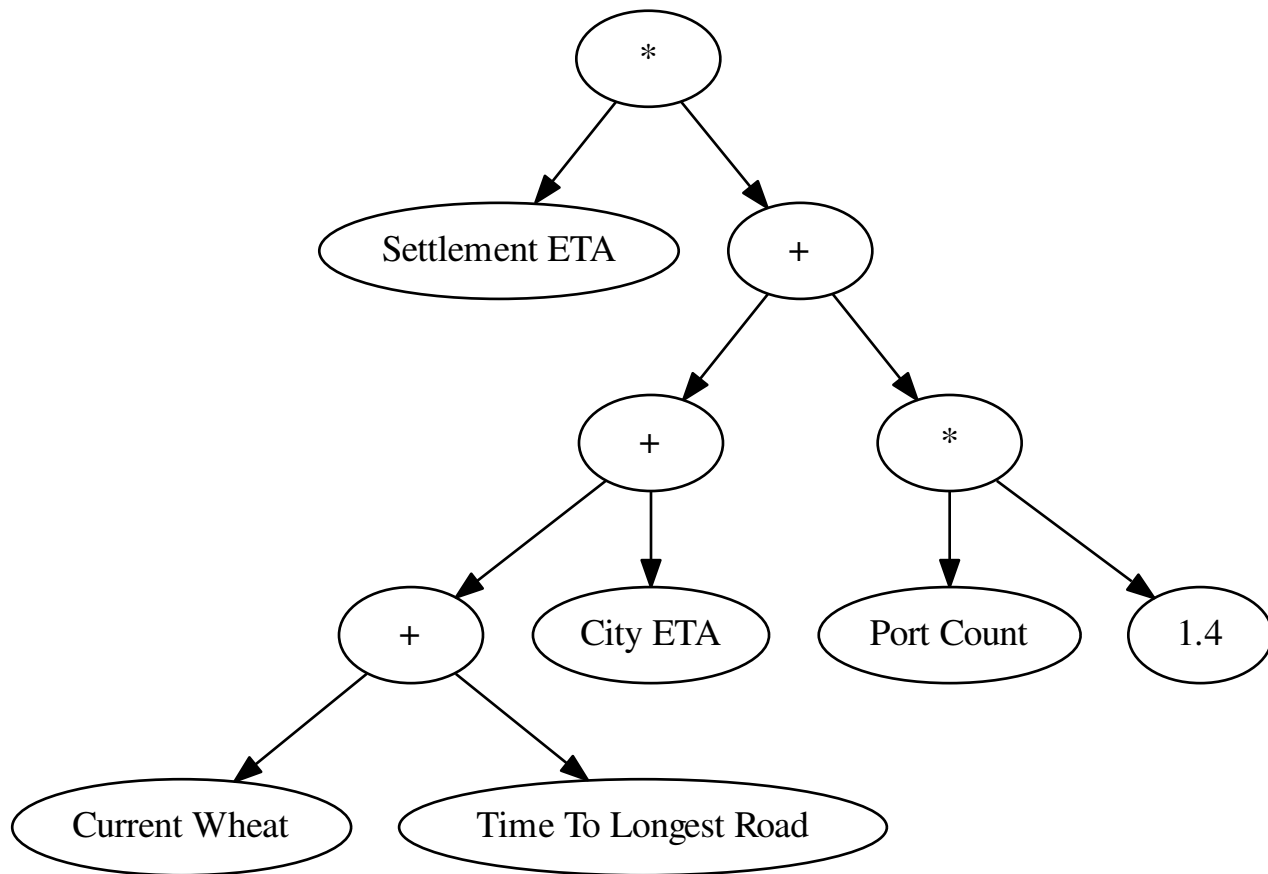 *
Settlement ETA
+
+
*
+
City ETA
Port Count
1.4
Current Wheat
Time To Longest Road